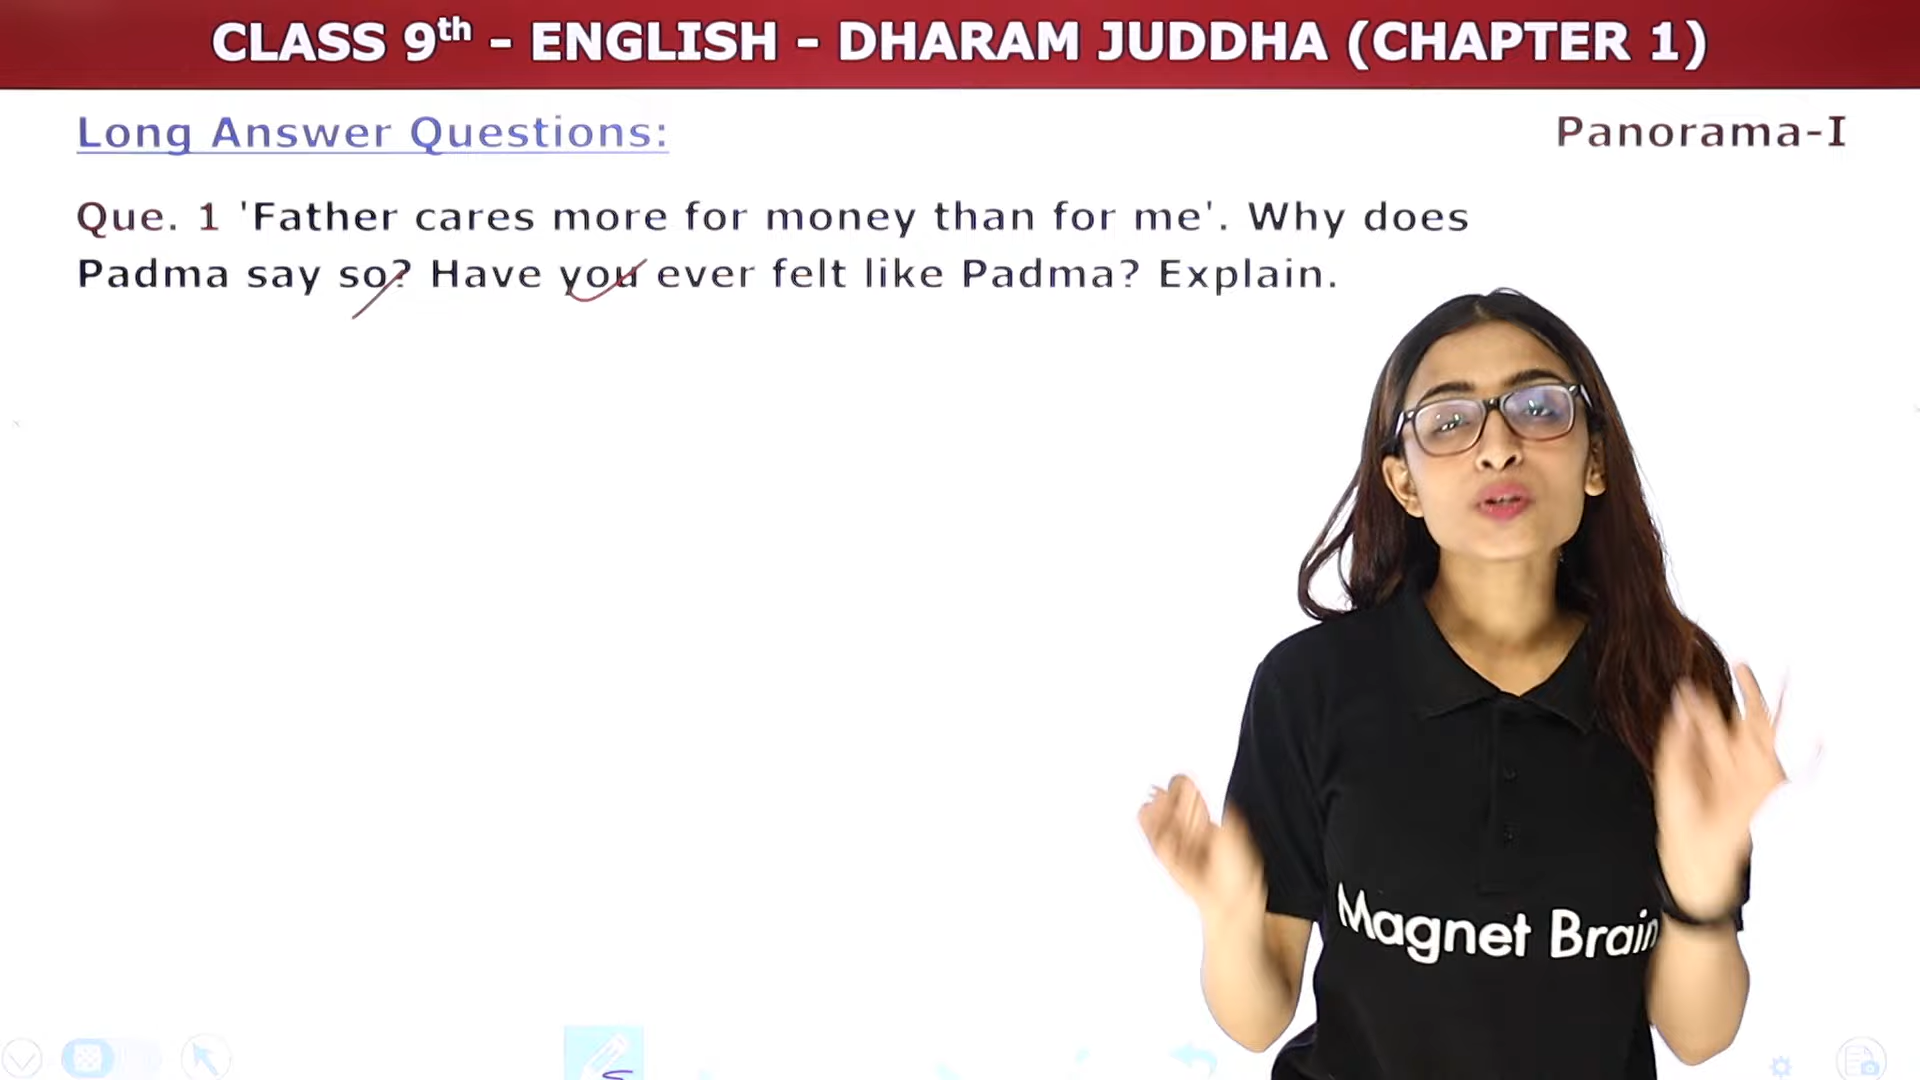 CLASS 9th - ENGLISH - DHARAM JUDDHA (CHAPTER 1)
Long Answer Questions:
Panorama-I
Que. 1 'Father cares more for money than for me'. Why does
Padma say so? Have you ever felt like Padma? Explain.
Magnet Brain